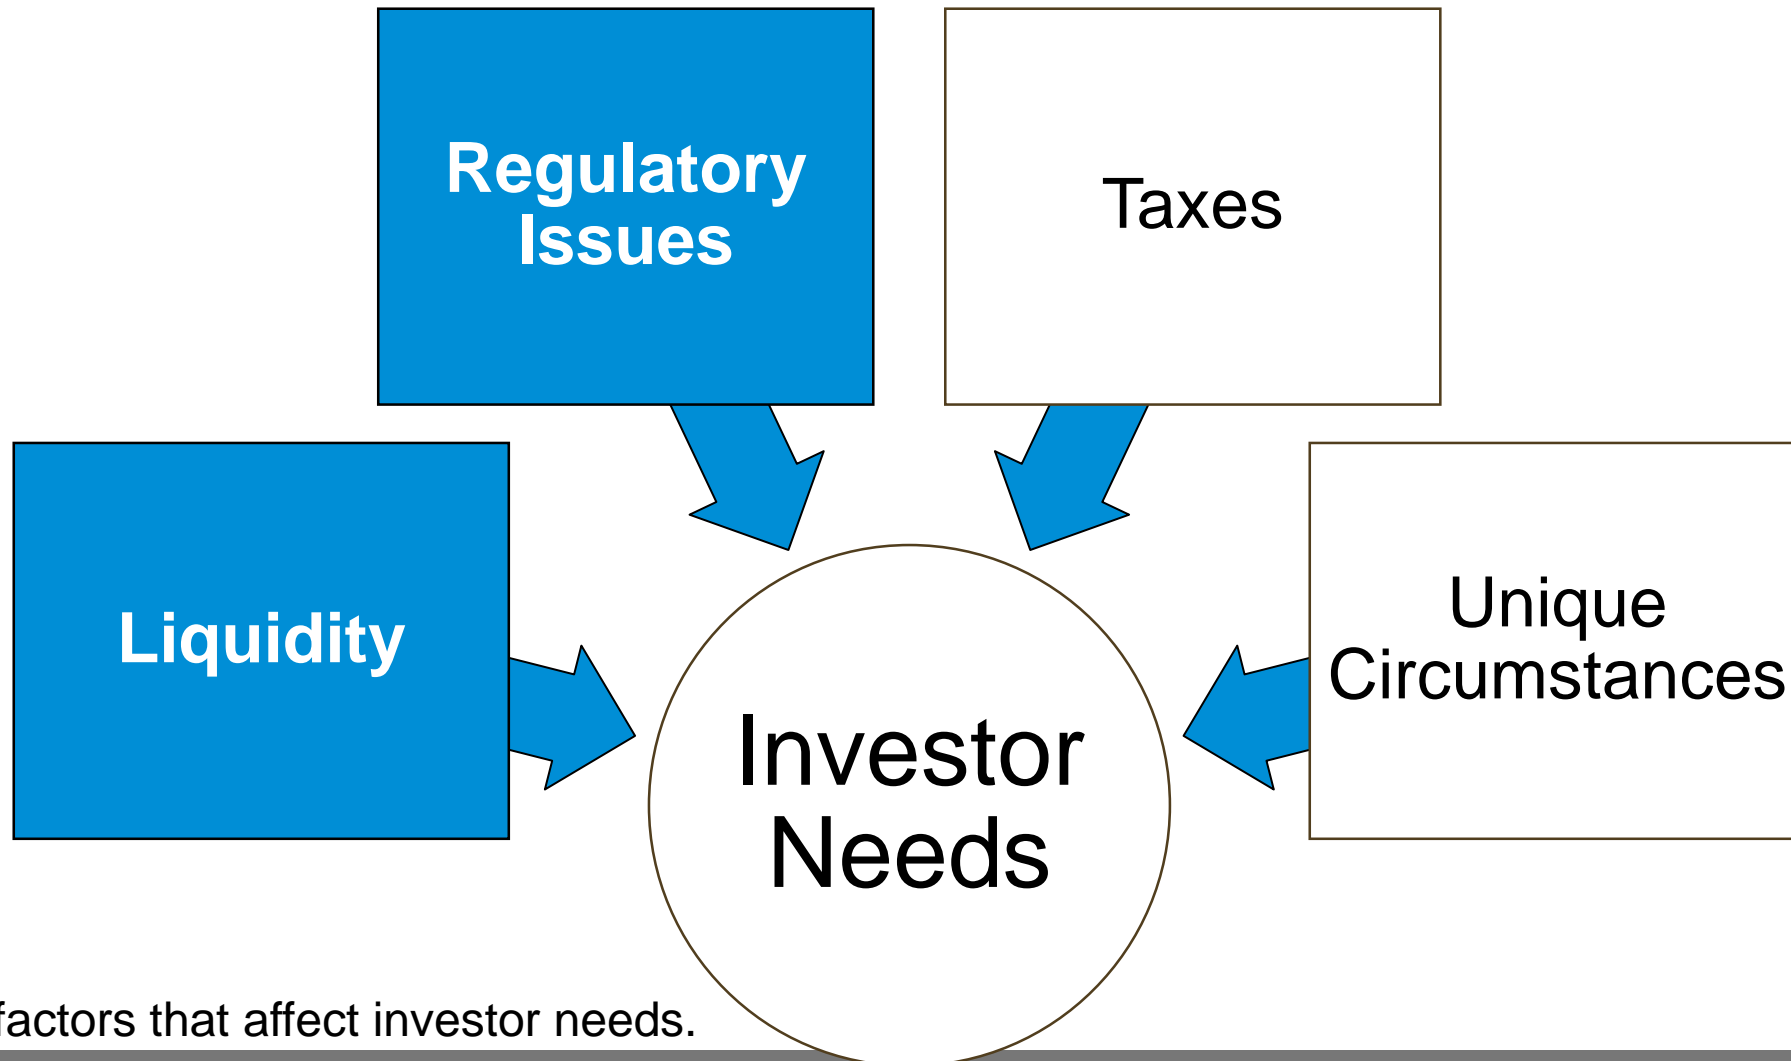 Regulatory
Issues
Taxes
Liquidity
Unique
Circumstances
Investor
Needs
factors that affect investor needs.